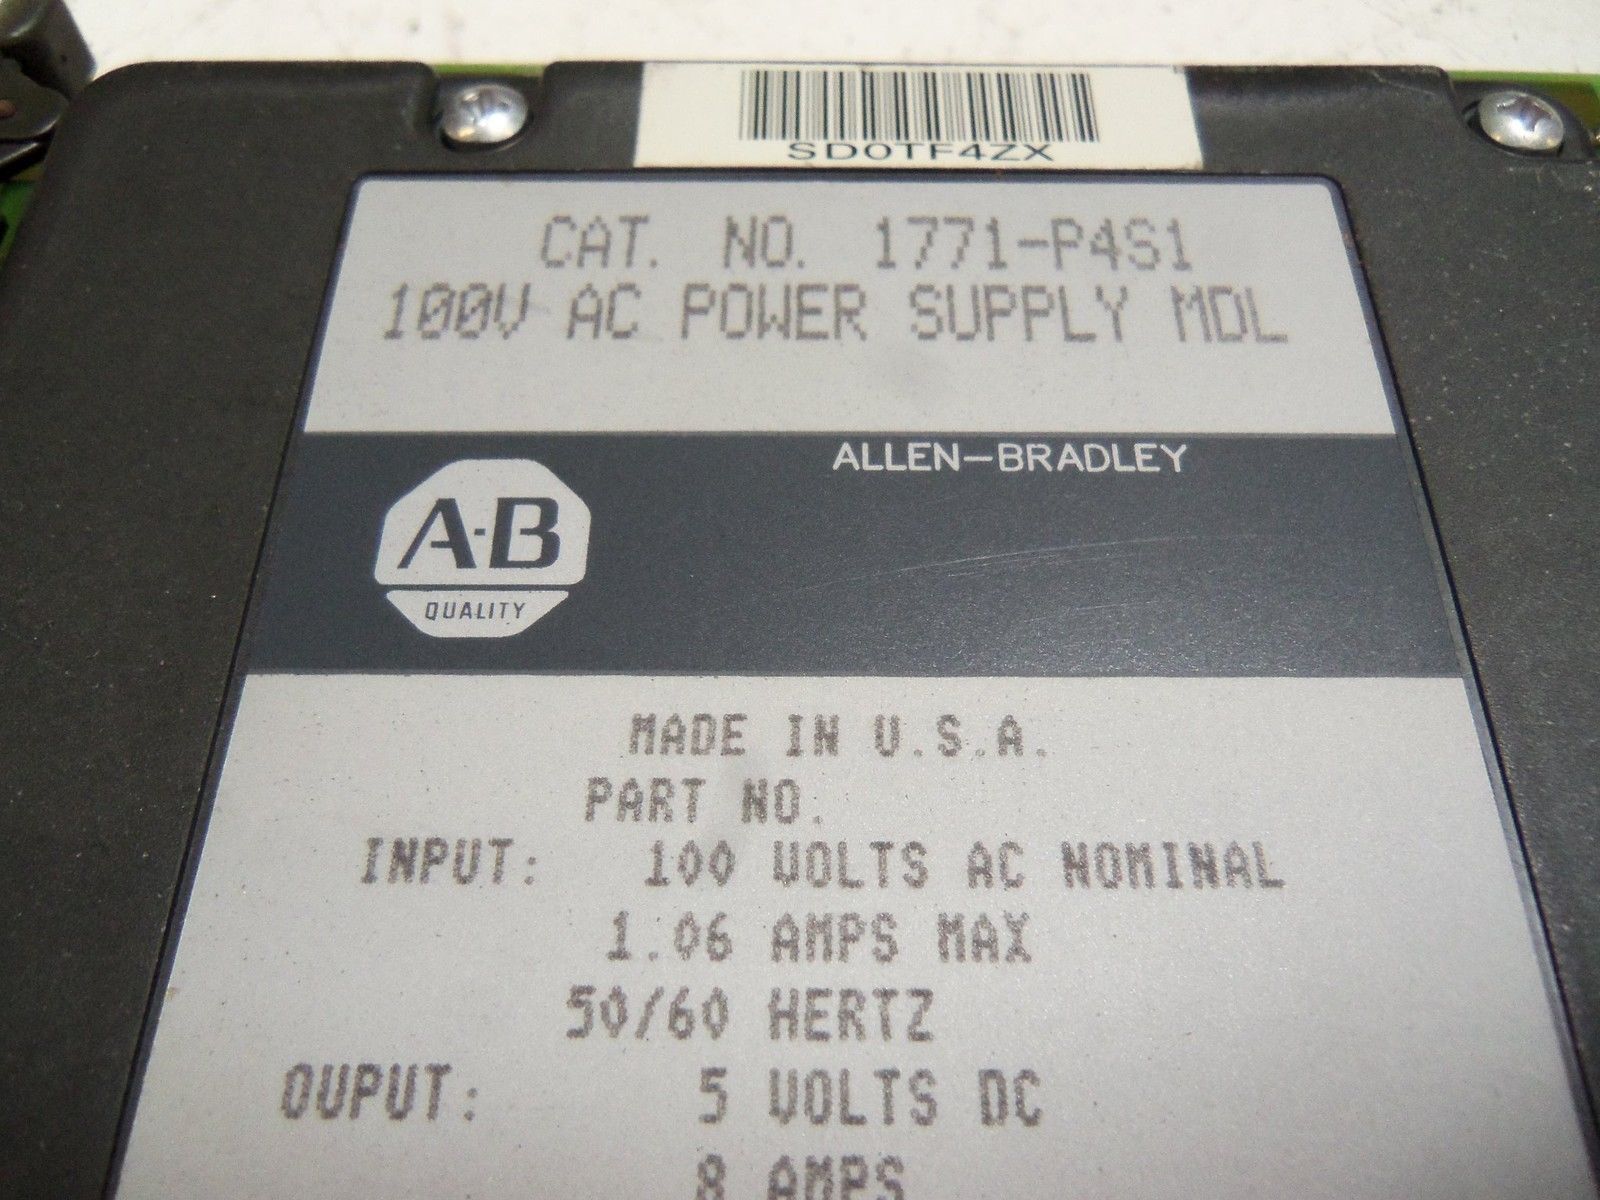 SD0TF4ZX
CAT. NO. 1771-P4S1
100V AC POWER SUPPLY MDL
ALLEN-BRADLEY
A-B
QUALITY
MADE IN U.S.A.
PART NO.
INPUT: 100 VOLTS AC NOMINAL
1.06 AMPS MAX
50/60 HERTZ
OUPUT: 5 VOLTS DC
8 AMPS